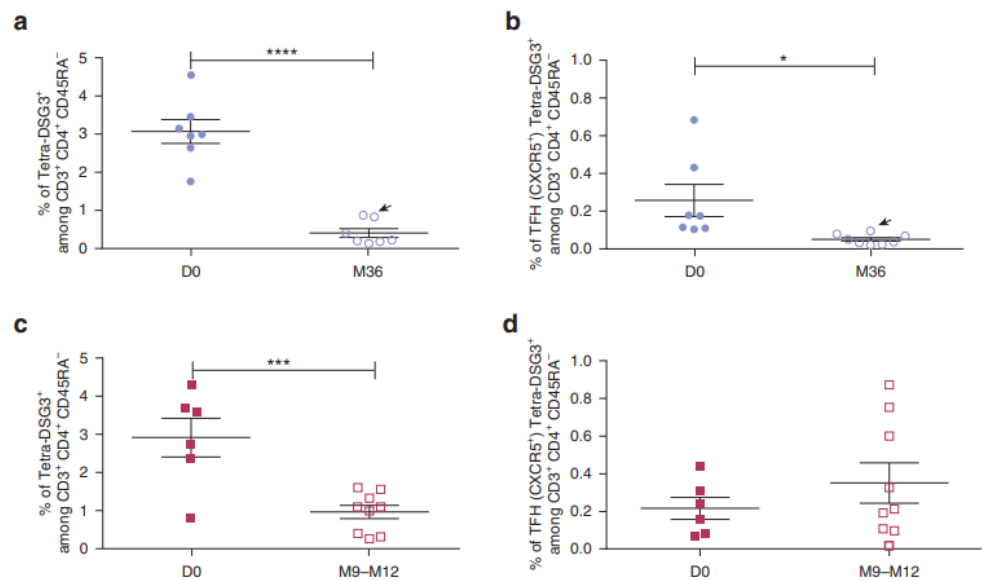 a
****
% of Tetra-DSG3⁺
among CD3⁺ CD4⁺ CD45RA⁻
5
4
3
2
1
0
D0
M36
b
*
% of TFH (CXCR5⁺) Tetra-DSG3⁺
among CD3⁺ CD4⁺ CD45RA⁻
1.0
0.8
0.6
0.4
0.2
0.0
D0
M36
c
***
% of Tetra-DSG3⁺
among CD3⁺ CD4⁺ CD45RA⁻
5
4
3
2
1
0
D0
M9–M12
d
% of TFH (CXCR5⁺) Tetra-DSG3⁺
among CD3⁺ CD4⁺ CD45RA⁻
1.0
0.8
0.6
0.4
0.2
0.0
D0
M9–M12